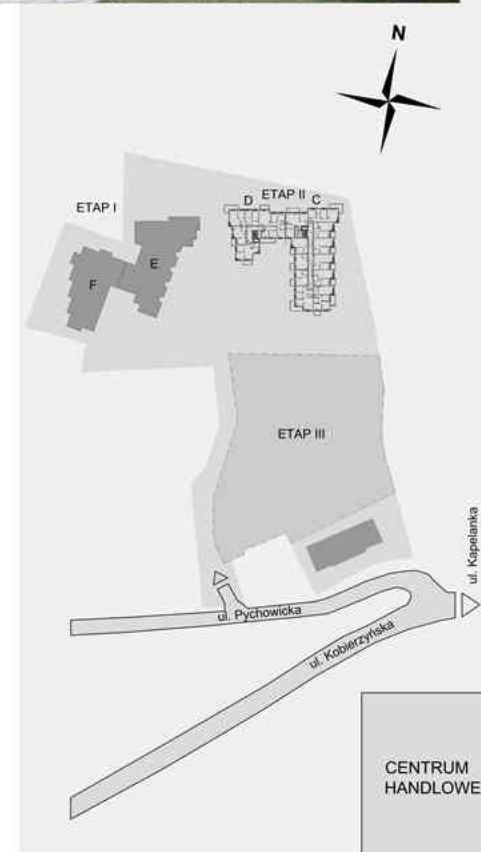 N
ETAP I
D
ETAP II
C
E
F
ETAP III
ul. Kapelanka
ul. Pychowicka
ul. Kobierzyńska
CENTRUM
HANDLOWE